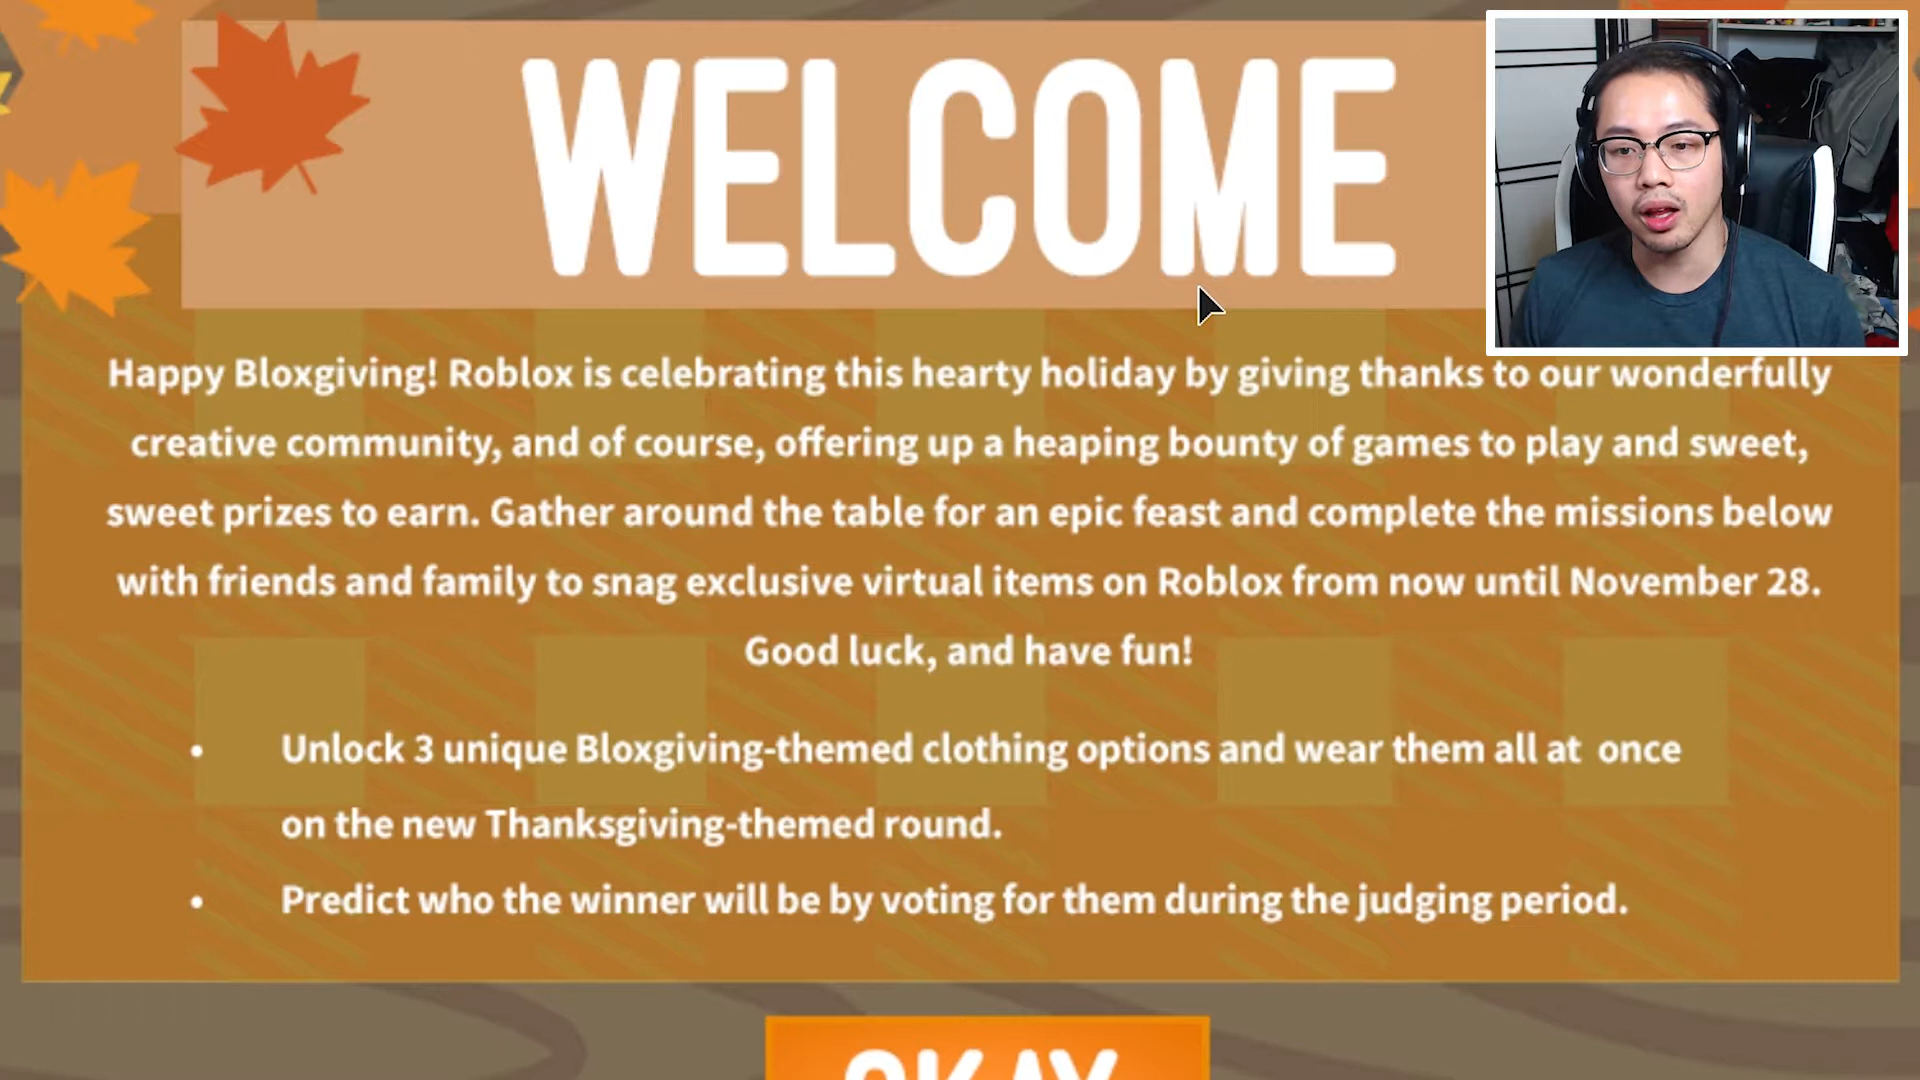 WELCOME
Happy Bloxgiving! Roblox is celebrating this hearty holiday by giving thanks to our wonderfully
creative community, and of course, offering up a heaping bounty of games to play and sweet,
sweet prizes to earn. Gather around the table for an epic feast and complete the missions below
with friends and family to snag exclusive virtual items on Roblox from now until November 28.
Good luck, and have fun!
• Unlock 3 unique Bloxgiving-themed clothing options and wear them all at once
on the new Thanksgiving-themed round.
• Predict who the winner will be by voting for them during the judging period.
OKAY